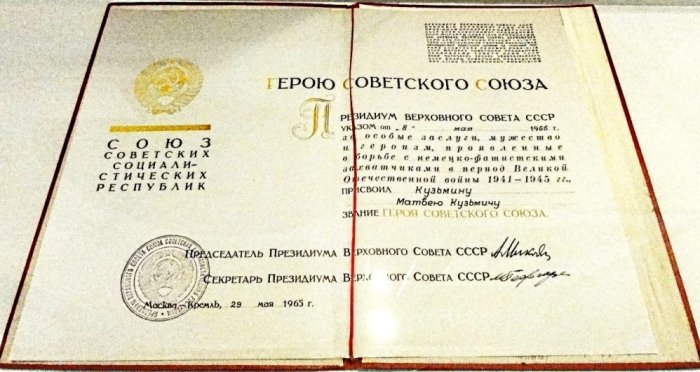 СОЮЗ
СОВЕТСКИХ
СОЦИАЛИ-
СТИЧЕСКИХ
РЕСПУБЛИК
ГЕРОЮ СОВЕТСКОГО СОЮЗА
ПРЕЗИДИУМ ВЕРХОВНОГО СОВЕТА СССР
УКАЗОМ от „8" мая 1965 г.
за особые заслуги, мужество
и героизм, проявленные
в борьбе с немецко-фашистскими
захватчиками в период Великой
Отечественной войны 1941–1945 гг.,
ПРИСВОИЛ Кузьмину
Матвею Кузьмичу
ЗВАНИЕ ГЕРОЯ СОВЕТСКОГО СОЮЗА.
ПРЕДСЕДАТЕЛЬ ПРЕЗИДИУМА ВЕРХОВНОГО СОВЕТА СССР
СЕКРЕТАРЬ ПРЕЗИДИУМА ВЕРХОВНОГО СОВЕТА СССР
Москва-Кремль, 29 мая 1965 г.